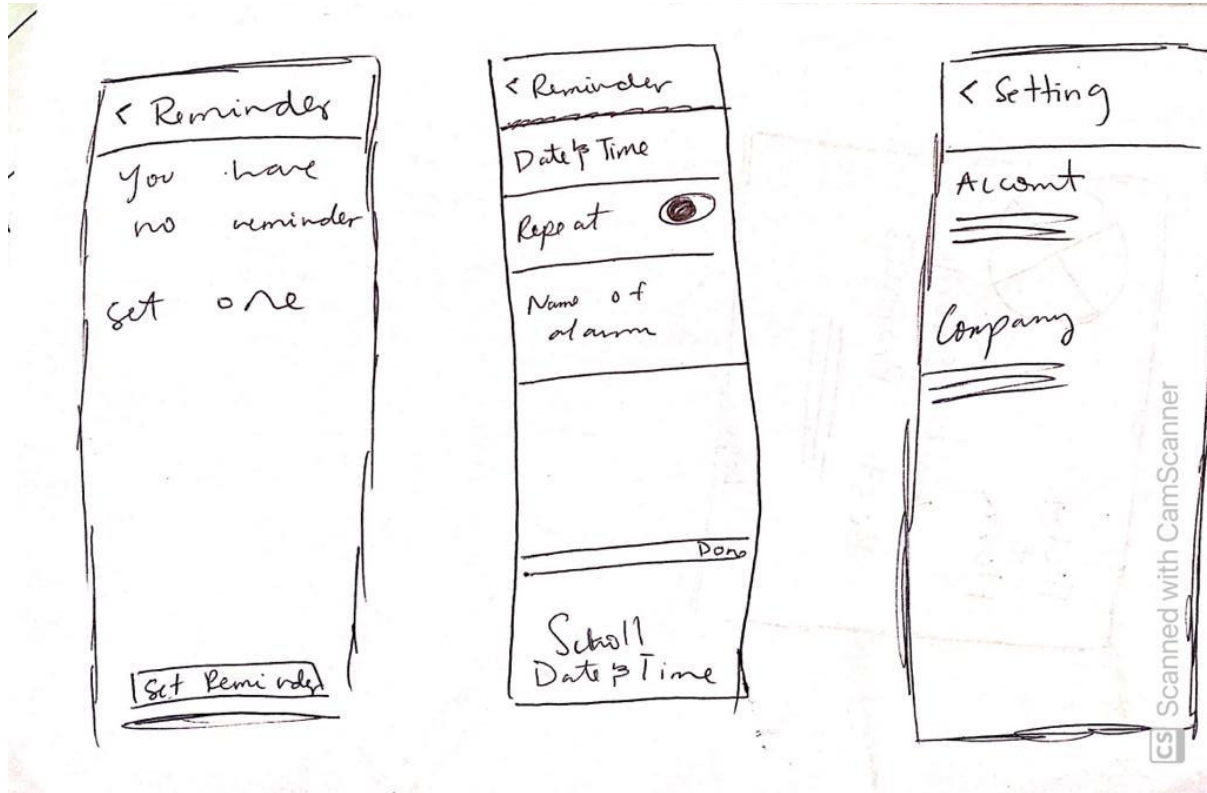 < Reminder
You have
no reminder
set one
Set Reminder
< Reminder
Date & Time
Repeat
Name of
alarm
Done
Scroll
Date & Time
< Setting
Account
Company
CS Scanned with CamScanner